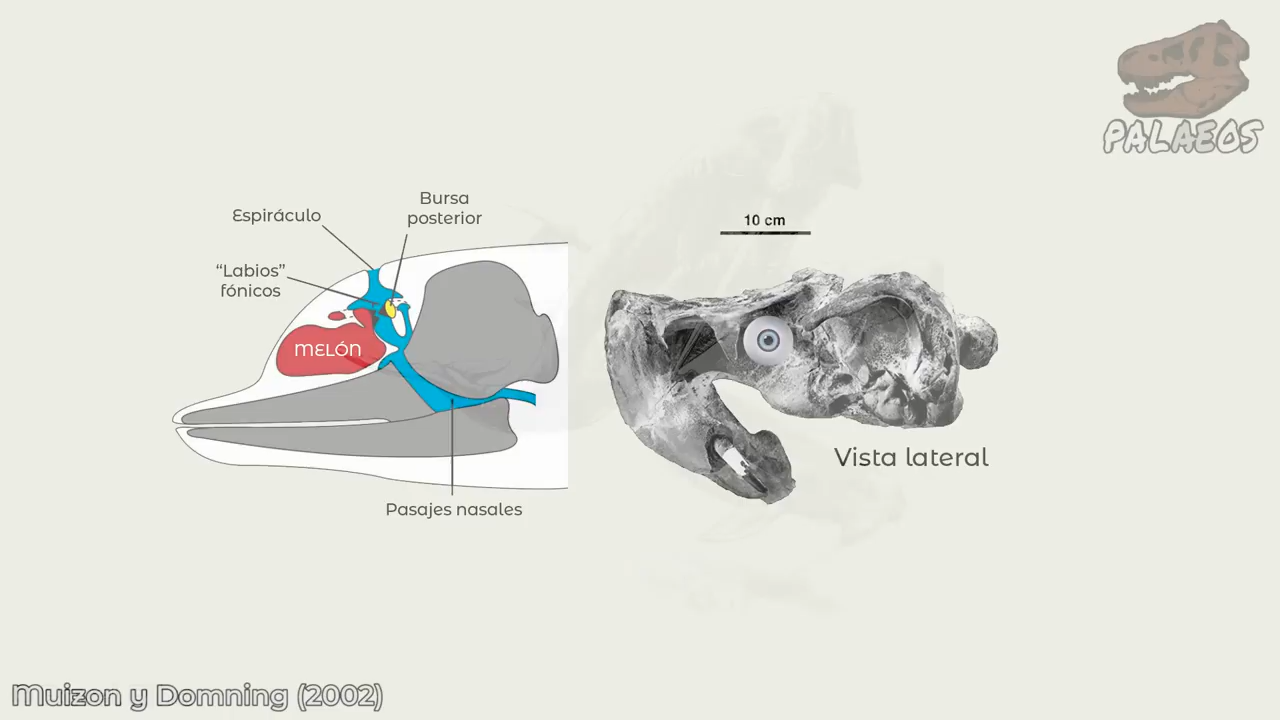 PALAEOS
Bursa
posterior
Espiráculo
“Labios”
fónicos
MELÓN
Pasajes nasales
10 cm
Vista lateral
Muizon y Domning (2002)